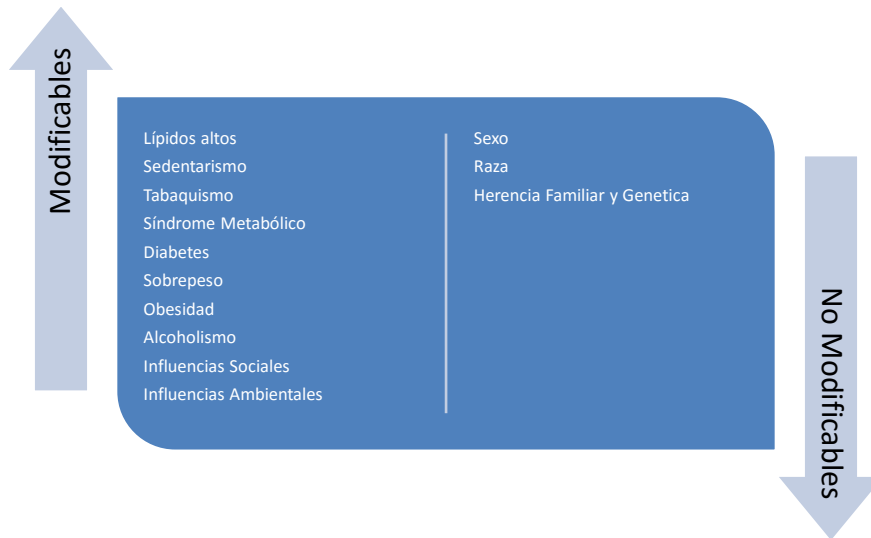 Modificables
Lípidos altos
Sedentarismo
Tabaquismo
Síndrome Metabólico
Diabetes
Sobrepeso
Obesidad
Alcoholismo
Influencias Sociales
Influencias Ambientales
Sexo
Raza
Herencia Familiar y Genetica
No Modificables